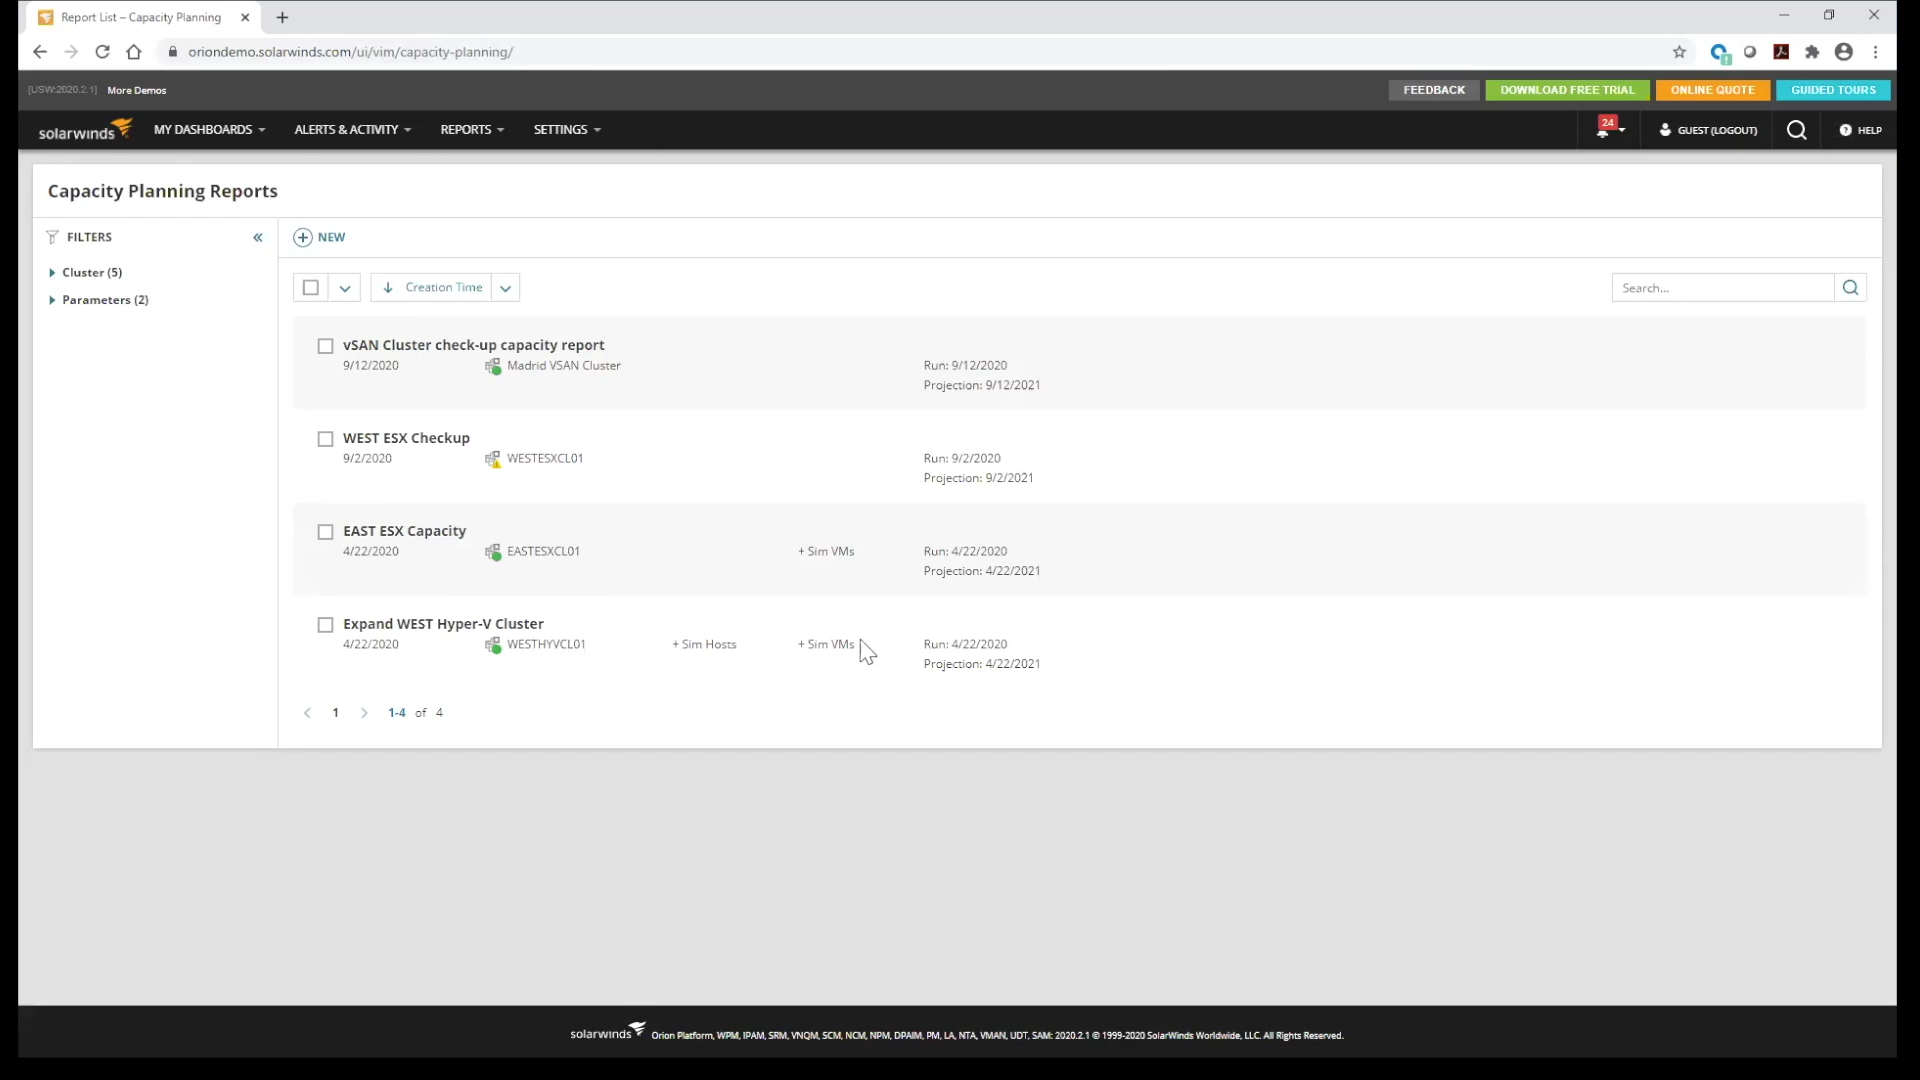 Report List – Capacity Planning
oriondemo.solarwinds.com/ui/vim/capacity-planning/
[USW:2020.2.1] More Demos FEEDBACK DOWNLOAD FREE TRIAL ONLINE QUOTE GUIDED TOURS
solarwinds MY DASHBOARDS ALERTS & ACTIVITY REPORTS SETTINGS 24 GUEST (LOGOUT) HELP
Capacity Planning Reports
FILTERS
Cluster (5)
Parameters (2)
NEW
Creation Time Search...
vSAN Cluster check-up capacity report
9/12/2020 Madrid VSAN Cluster Run: 9/12/2020
Projection: 9/12/2021
WEST ESX Checkup
9/2/2020 WESTESXCL01 Run: 9/2/2020
Projection: 9/2/2021
EAST ESX Capacity
4/22/2020 EASTESXCL01 + Sim VMs Run: 4/22/2020
Projection: 4/22/2021
Expand WEST Hyper-V Cluster
4/22/2020 WESTHYVCL01 + Sim Hosts + Sim VMs Run: 4/22/2020
Projection: 4/22/2021
1 1-4 of 4
solarwinds Orion Platform, WPM, IPAM, SRM, VNQM, SCM, NCM, NPM, DPAIM, PM, LA, NTA, VMAN, UDT, SAM: 2020.2.1 © 1999-2020 SolarWinds Worldwide, LLC. All Rights Reserved.